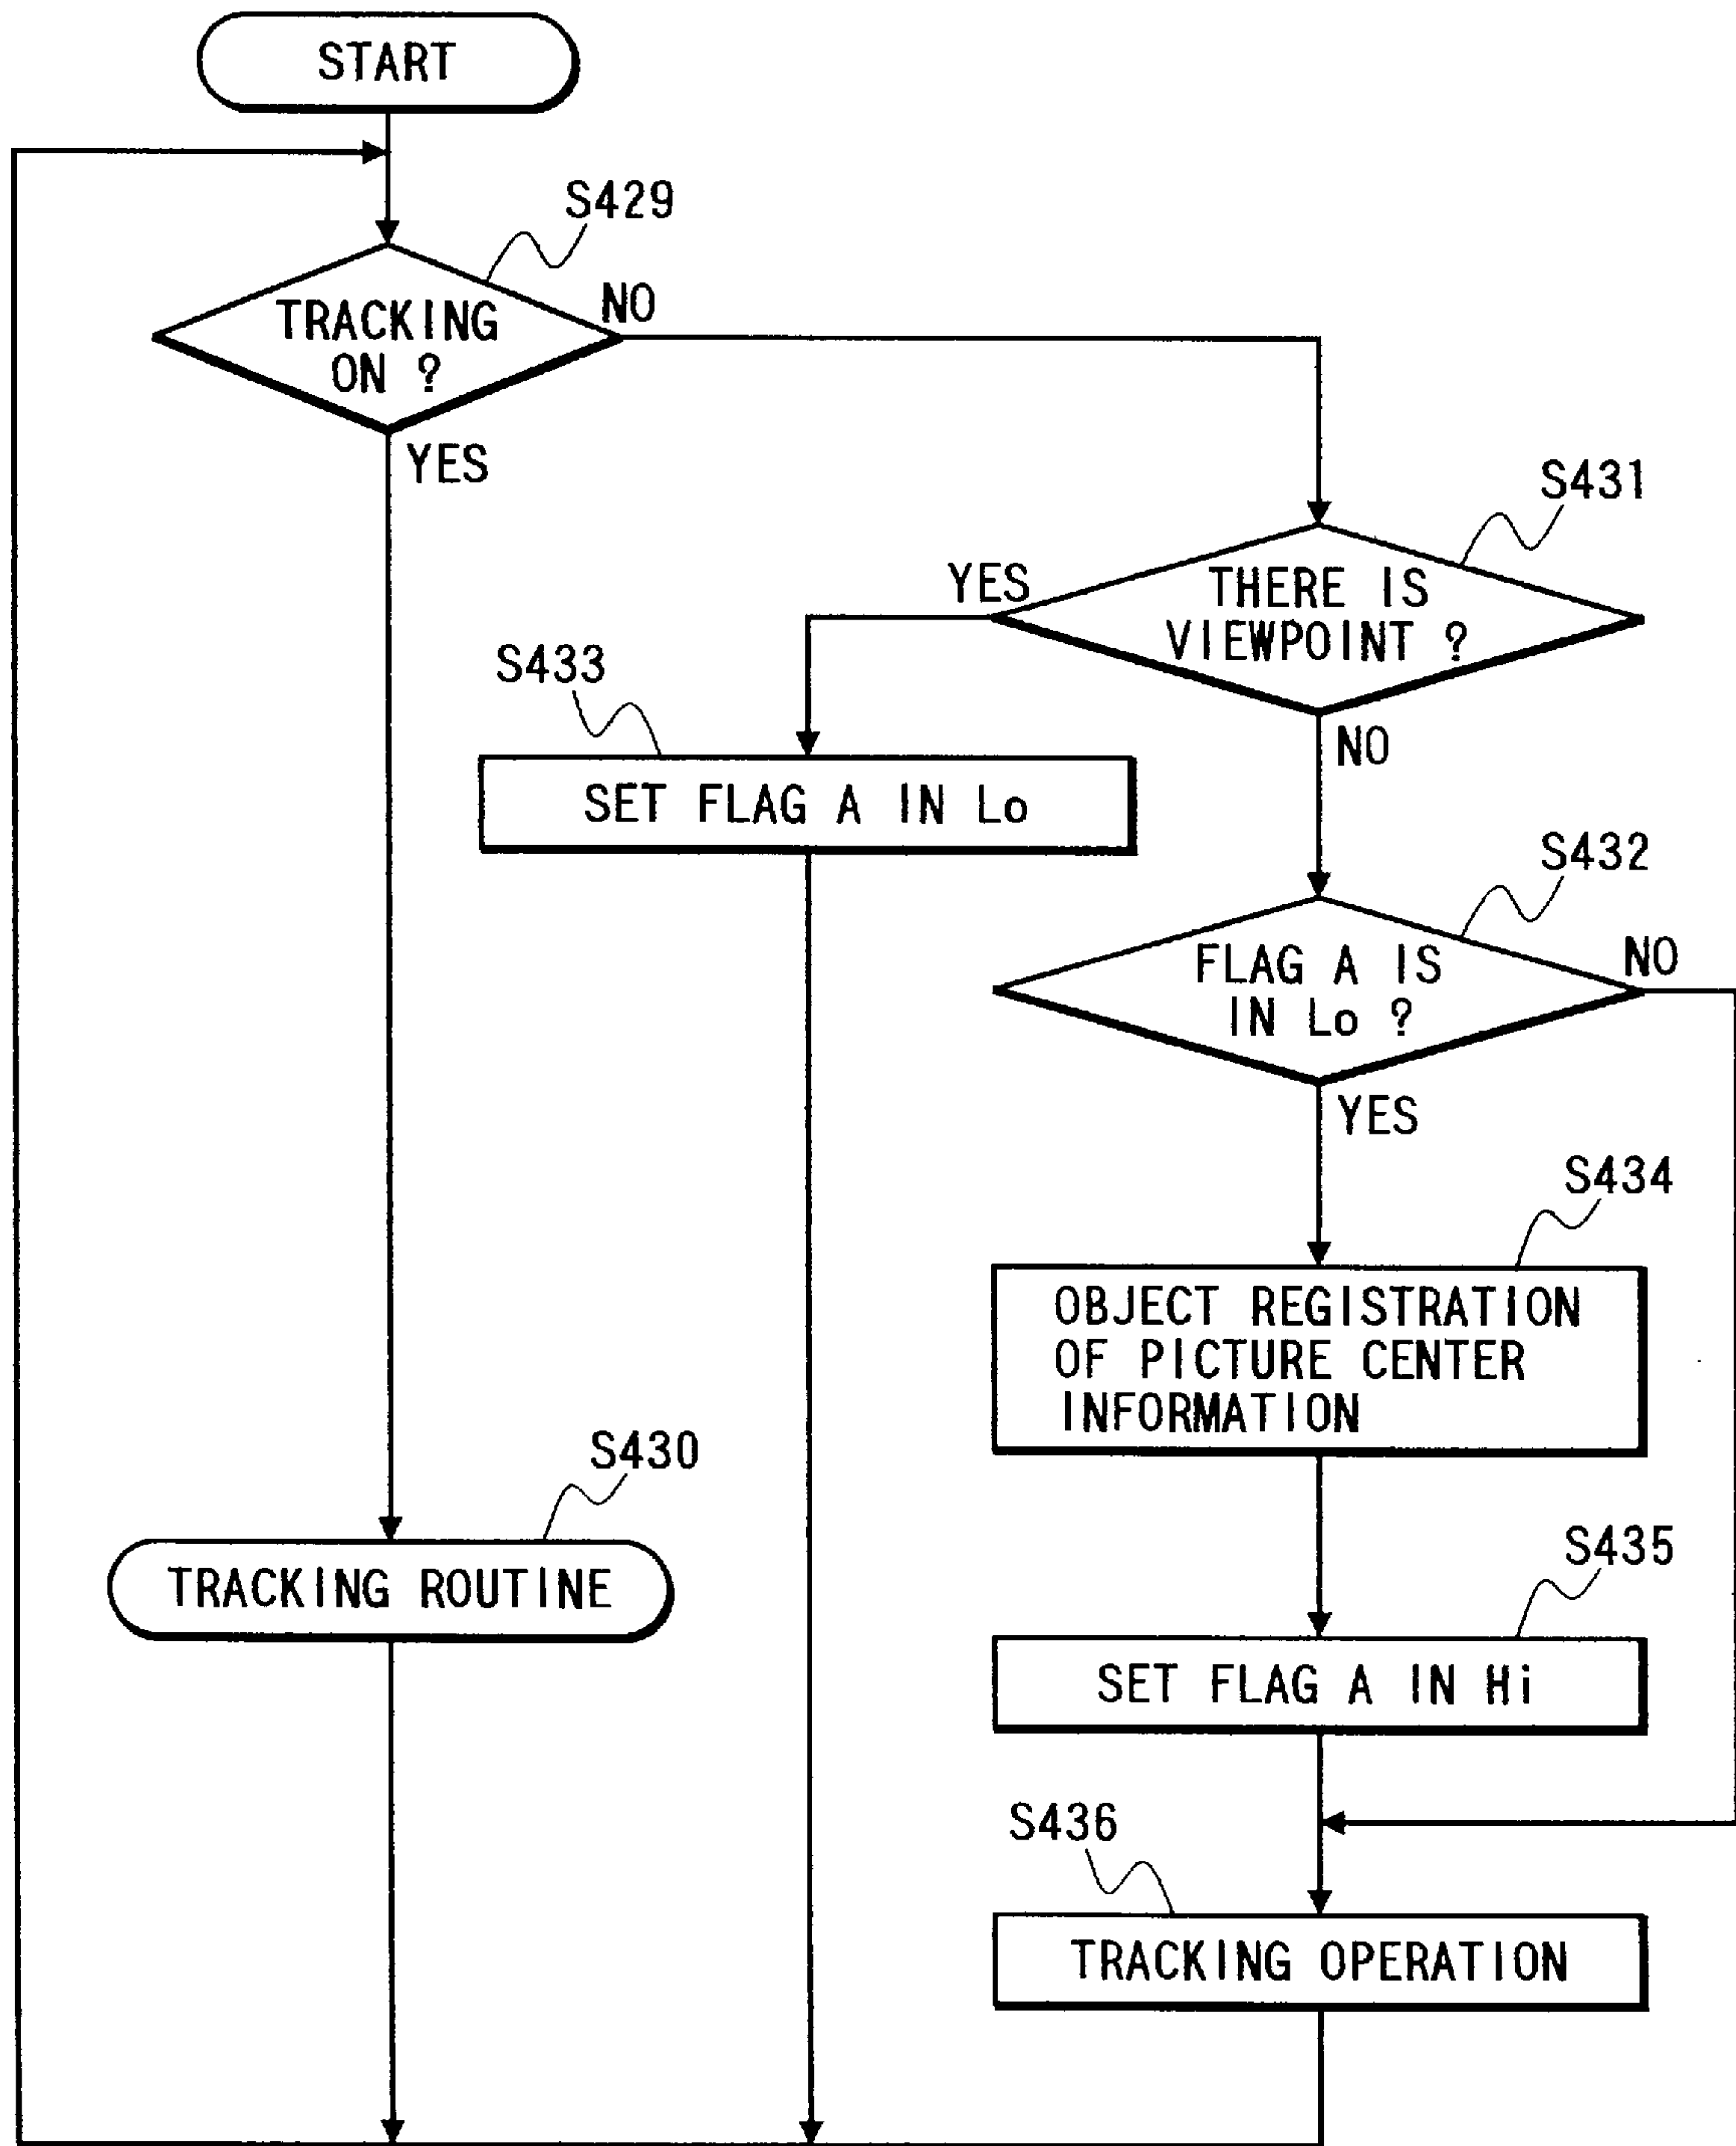 START
S429
TRACKING
ON ?
NO
YES
S431
THERE IS
VIEWPOINT ?
YES
NO
S433
SET FLAG A IN Lo
S432
FLAG A IS
IN Lo ?
NO
YES
S434
OBJECT REGISTRATION
OF PICTURE CENTER
INFORMATION
S430
TRACKING ROUTINE
S435
SET FLAG A IN Hi
S436
TRACKING OPERATION